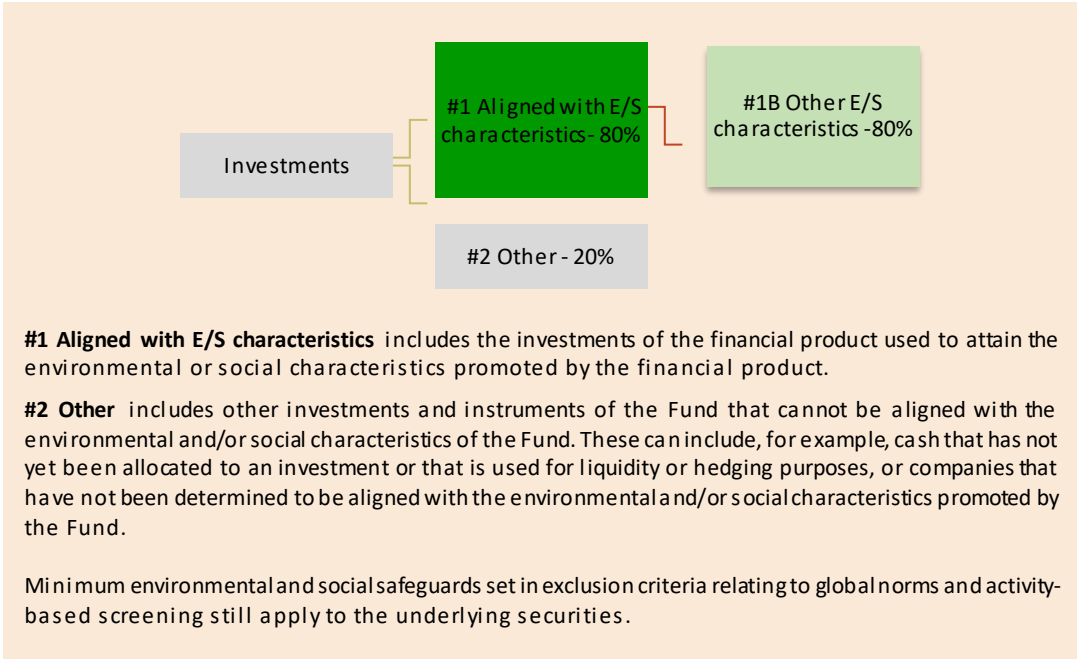 #1 Aligned with E/S
characteristics- 80%
#1B Other E/S
characteristics -80%
Investments
#2 Other - 20%
#1 Aligned with E/S characteristics includes the investments of the financial product used to attain the
environmental or social characteristics promoted by the financial product.
#2 Other includes other investments and instruments of the Fund that cannot be aligned with the
environmental and/or social characteristics of the Fund. These can include, for example, cash that has not
yet been allocated to an investment or that is used for liquidity or hedging purposes, or companies that
have not been determined to be aligned with the environmental and/or social characteristics promoted by
the Fund.
Minimum environmental and social safeguards set in exclusion criteria relating to global norms and activity-
based screening still apply to the underlying securities.